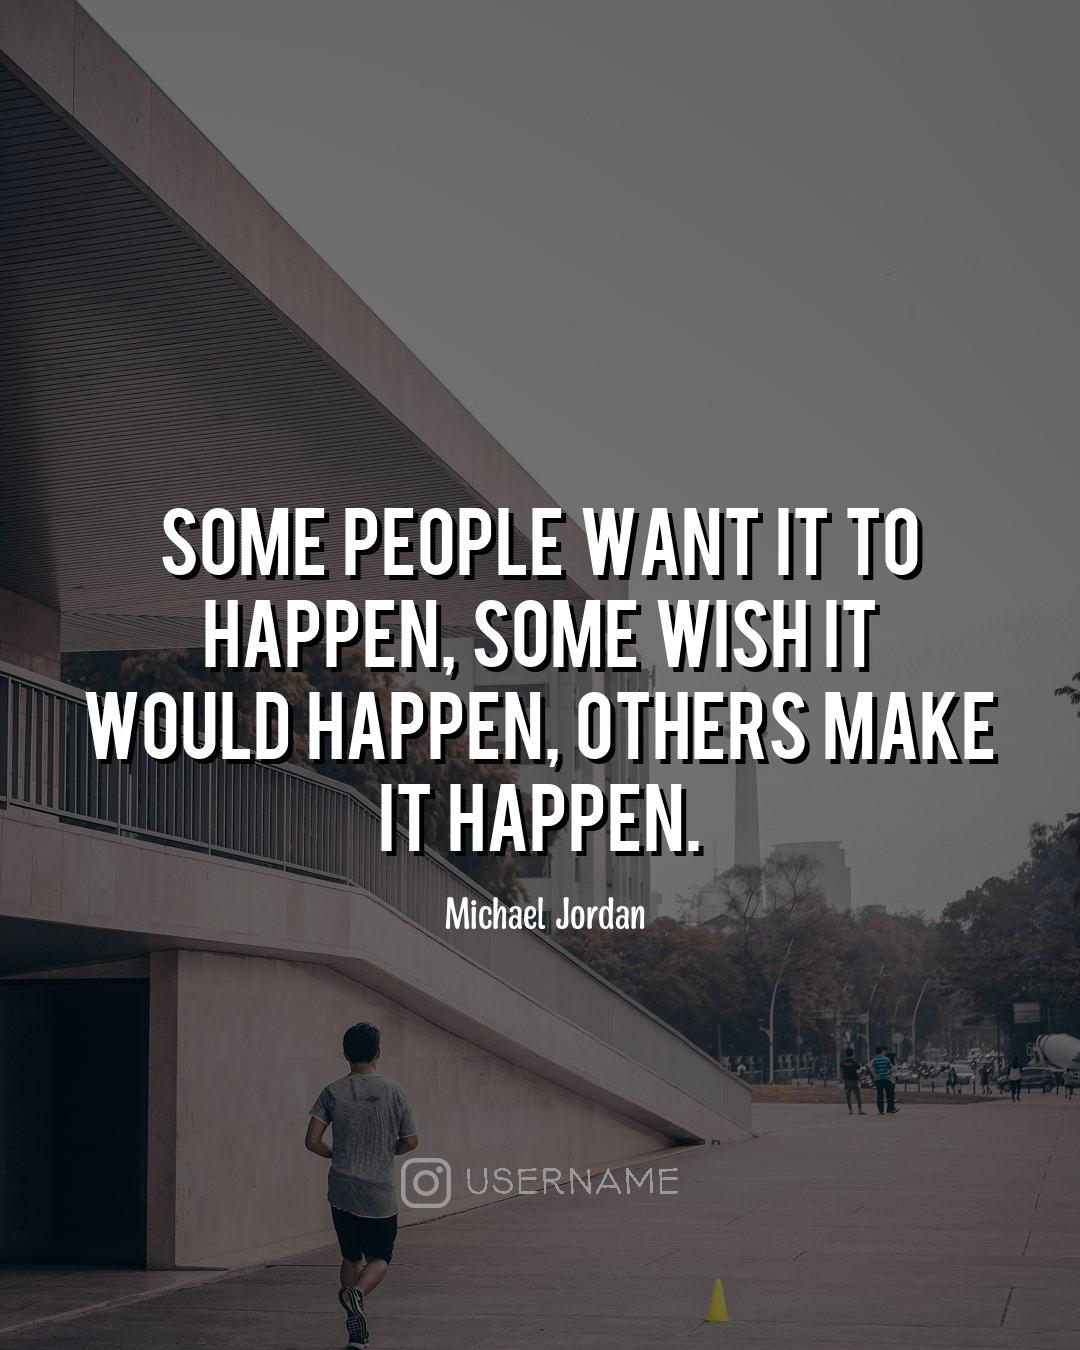 SOME PEOPLE WANT IT TO
HAPPEN, SOME WISH IT
WOULD HAPPEN, OTHERS MAKE
IT HAPPEN.
Michael Jordan
USERNAME